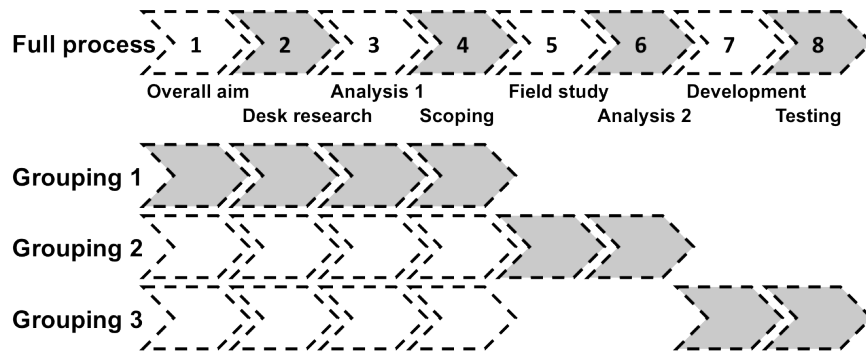 Full process 1 2 3 4 5 6 7 8
Overall aim Analysis 1 Field study Development
Desk research Scoping Analysis 2 Testing
Grouping 1
Grouping 2
Grouping 3